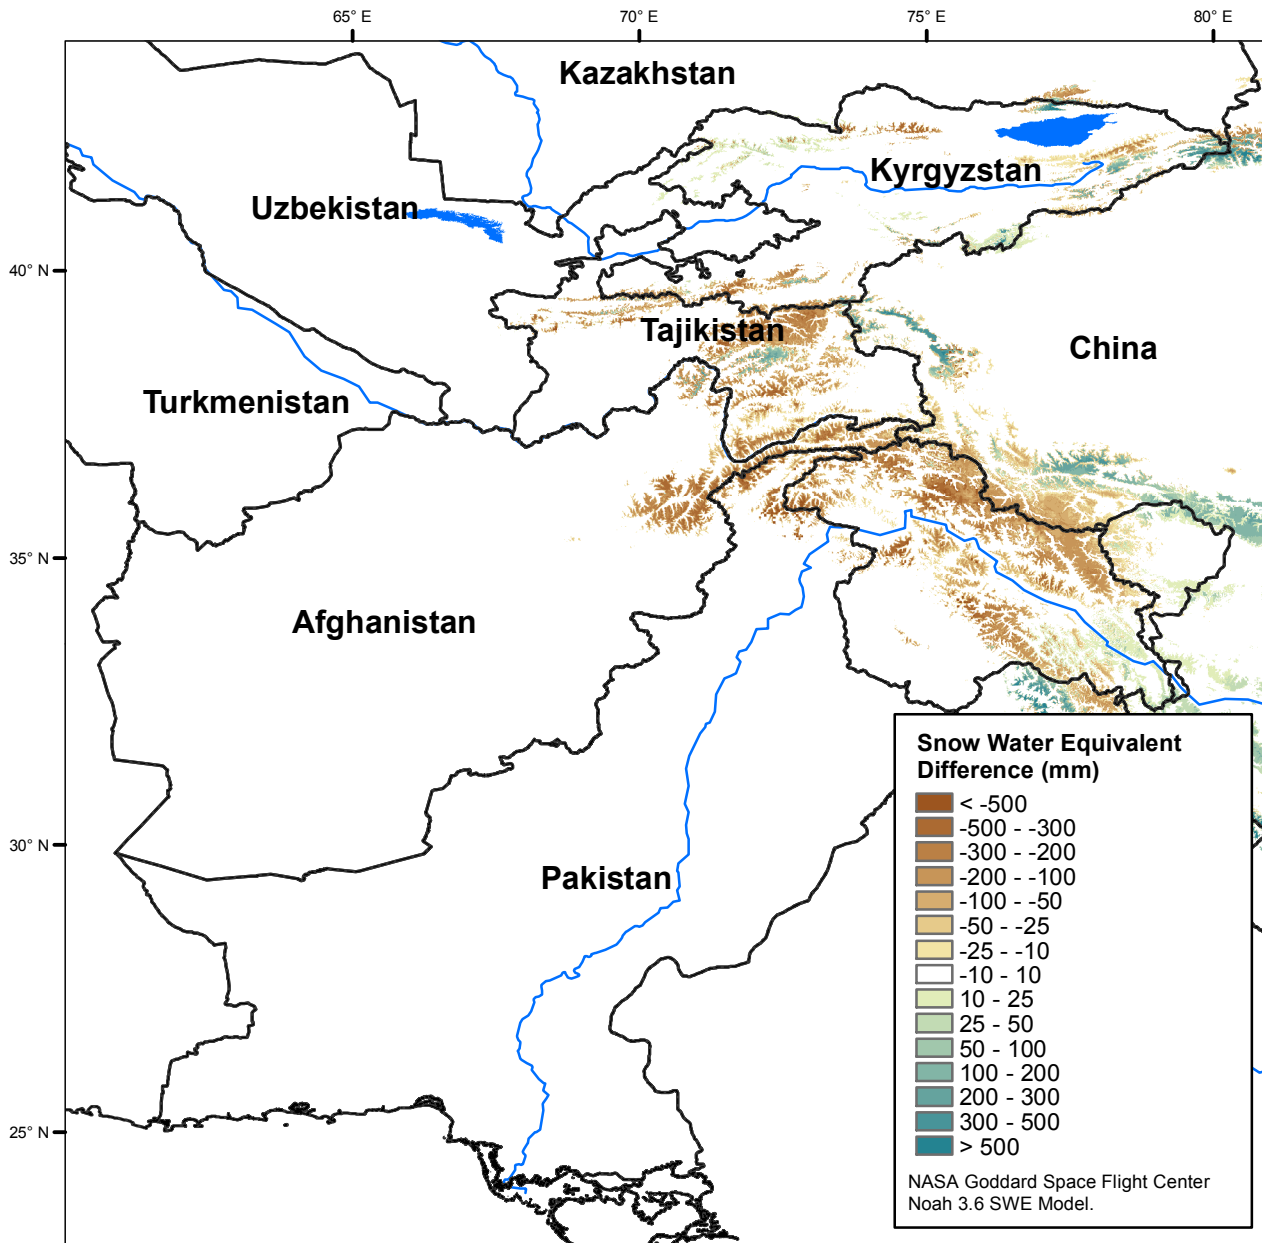 65° E
70° E
75° E
80° E
Kazakhstan
Kyrgyzstan
Uzbekistan
40° N
Tajikistan
China
Turkmenistan
35° N
Afghanistan
Snow Water Equivalent
Difference (mm)
< -500
-500 - -300
-300 - -200
-200 - -100
-100 - -50
-50 - -25
-25 - -10
-10 - 10
10 - 25
25 - 50
50 - 100
100 - 200
200 - 300
300 - 500
> 500
30° N
Pakistan
25° N
NASA Goddard Space Flight Center
Noah 3.6 SWE Model.